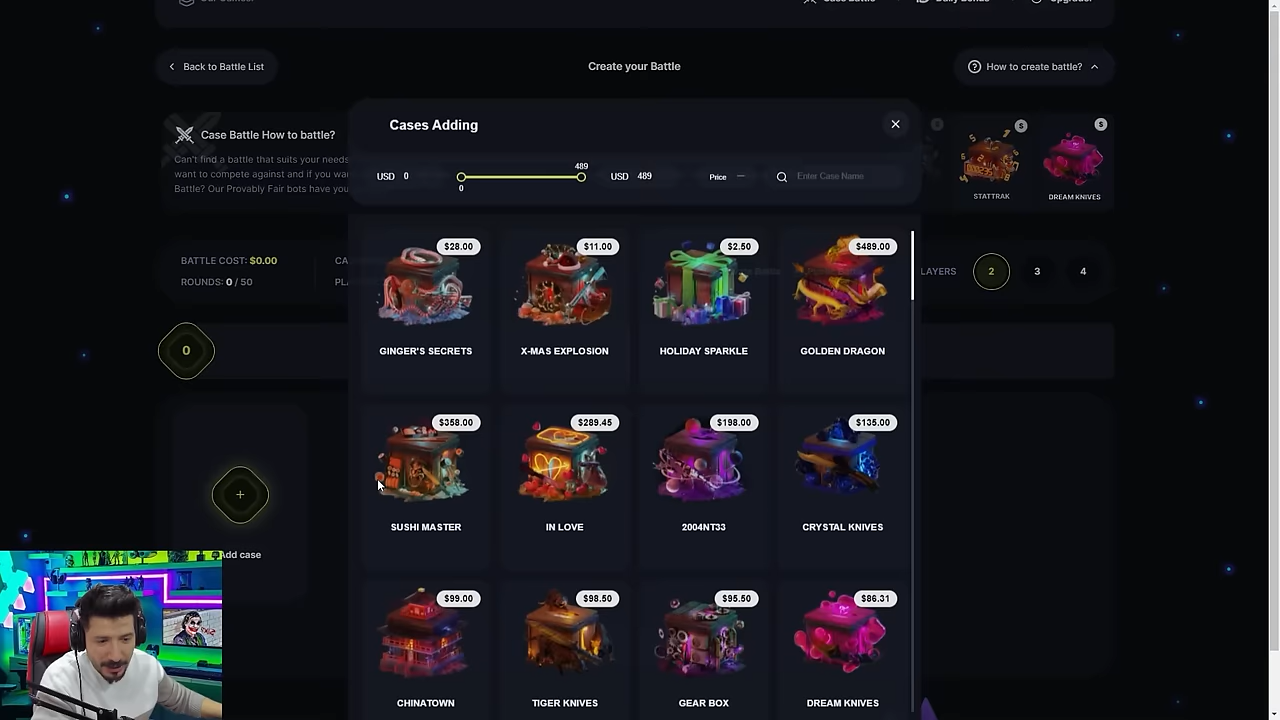 Back to Battle List
Create your Battle
How to create battle?
Cases Adding
Case Battle How to battle?
Can't find a battle that suits your needs
want to compete against and if you wa
Battle? Our Provably Fair bots have you
USD 0
0
489
USD 489
Price
Enter Case Name
$
$
STATTRAK
DREAM KNIVES
BATTLE COST: $0.00
ROUNDS: 0 / 50
CA
PLA
LAYERS
2
3
4
0
$28.00
$11.00
$2.50
$489.00
GINGER'S SECRETS
X-MAS EXPLOSION
HOLIDAY SPARKLE
GOLDEN DRAGON
$358.00
$289.45
$198.00
$135.00
SUSHI MASTER
IN LOVE
2004NT33
CRYSTAL KNIVES
+
Add case
$99.00
$98.50
$95.50
$86.31
CHINATOWN
TIGER KNIVES
GEAR BOX
DREAM KNIVES